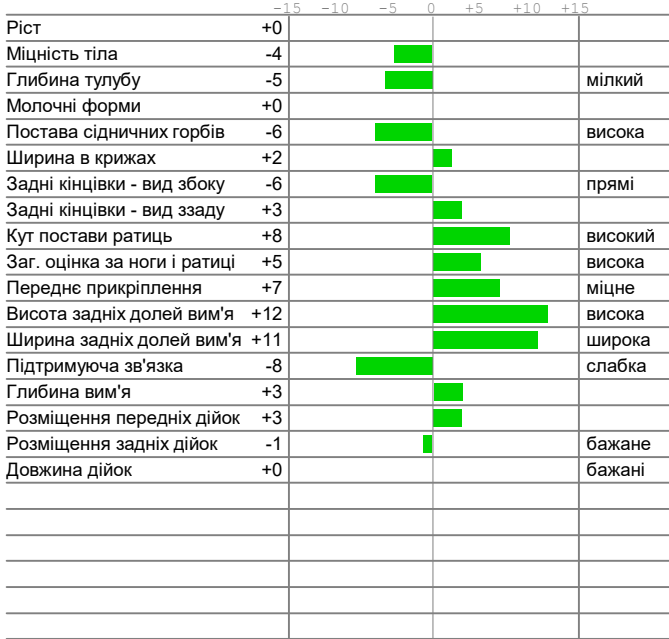 -15 -10 -5 0 +5 +10 +15
Ріст +0
Міцність тіла -4
Глибина тулубу -5 мілкий
Молочні форми +0
Постава сідничних горбів -6 висока
Ширина в крижах +2
Задні кінцівки - вид збоку -6 прямі
Задні кінцівки - вид ззаду +3
Кут постави ратиць +8 високий
Заг. оцінка за ноги і ратиці +5 висока
Переднє прикріплення +7 міцне
Висота задніх долей вим'я +12 висока
Ширина задніх долей вим'я +11 широка
Підтримуюча зв'язка -8 слабка
Глибина вим'я +3
Розміщення передніх дійок +3
Розміщення задніх дійок -1 бажане
Довжина дійок +0 бажані